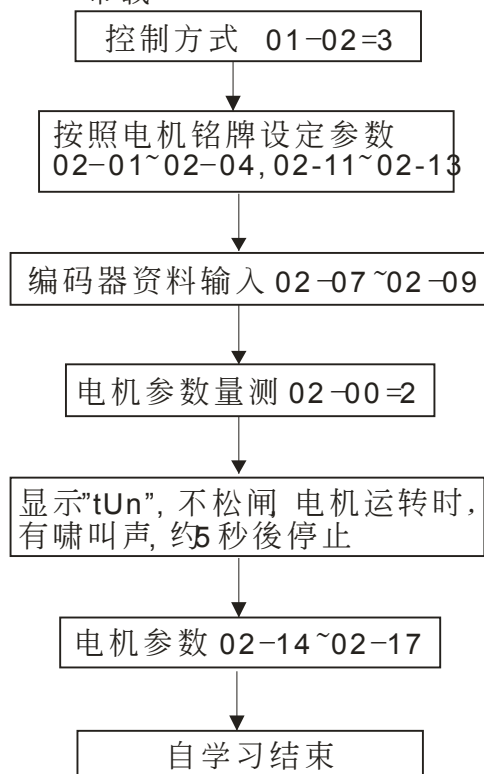 控制方式 01-02=3
按照电机铭牌设定参数
02-01~02-04, 02-11~02-13
编码器资料输入 02-07~02-09
电机参数量测 02-00=2
显示"tUn", 不松闸, 电机运转时,
有啸叫声, 约5秒後停止
电机参数 02-14~02-17
自学习结束